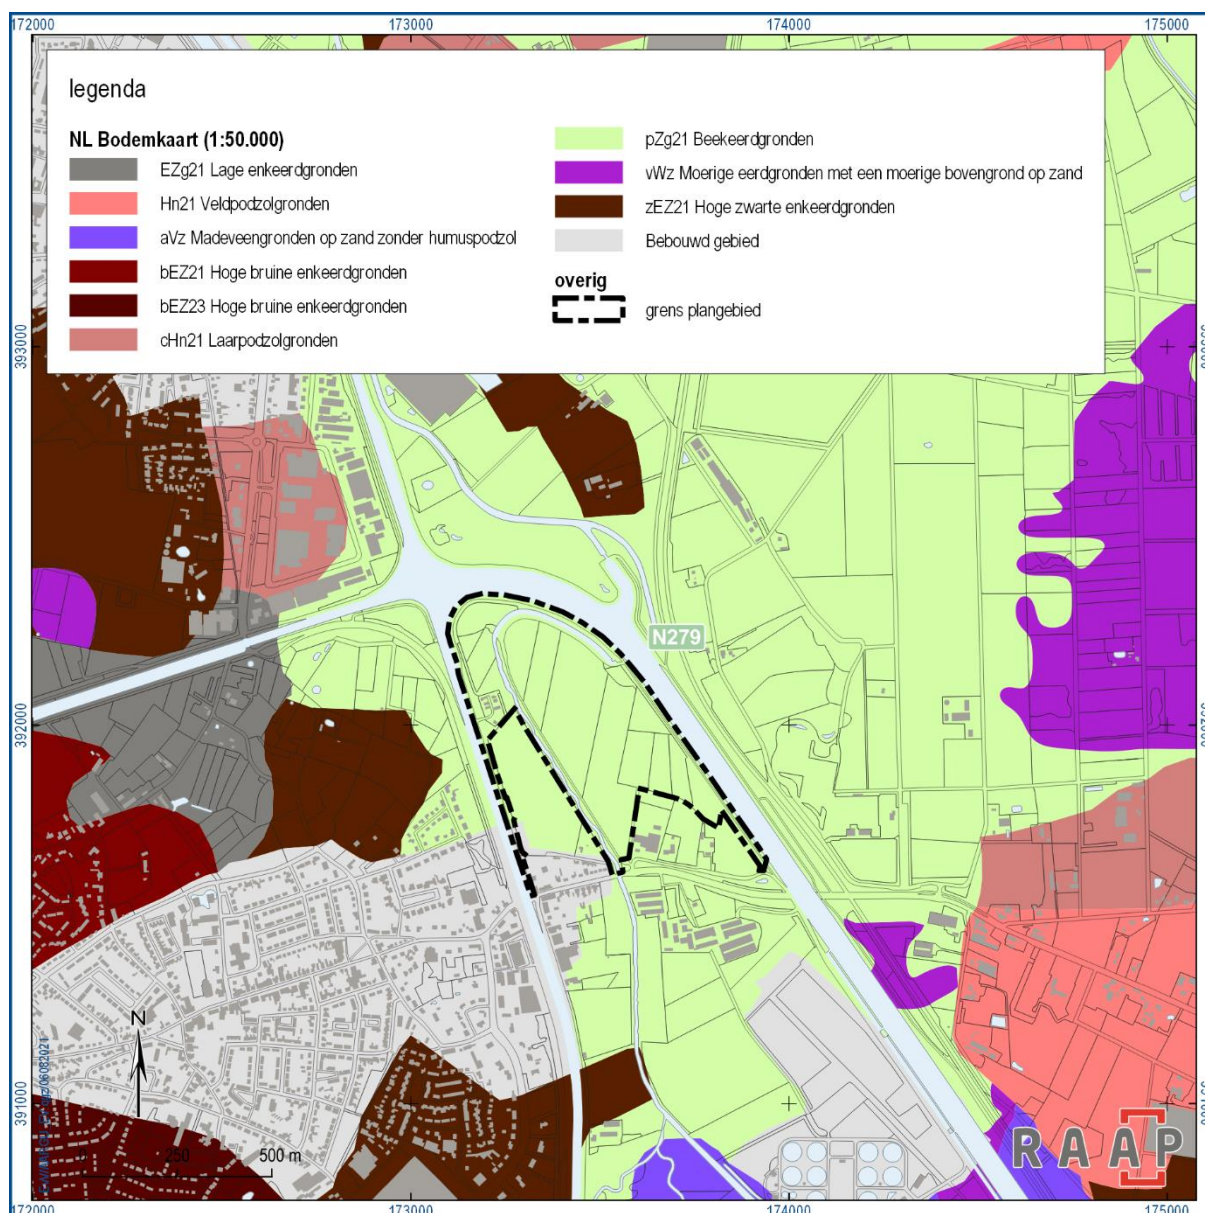 172000 173000 174000 175000
legenda
NL Bodemkaart (1:50.000)
EZg21 Lage enkeerdgronden
Hn21 Veldpodzolgronden
aVz Madeveengronden op zand zonder humuspodzol
bEZ21 Hoge bruine enkeerdgronden
bEZ23 Hoge bruine enkeerdgronden
cHn21 Laarpodzolgronden
pZg21 Beekeerdgronden
vWz Moerige eerdgronden met een moerige bovengrond op zand
zEZ21 Hoge zwarte enkeerdgronden
Bebouwd gebied
overig
grens plangebied
393000
393000
N279
392000
392000
N
391000
391000
0 250 500 m
RAAP
172000 173000 174000 175000